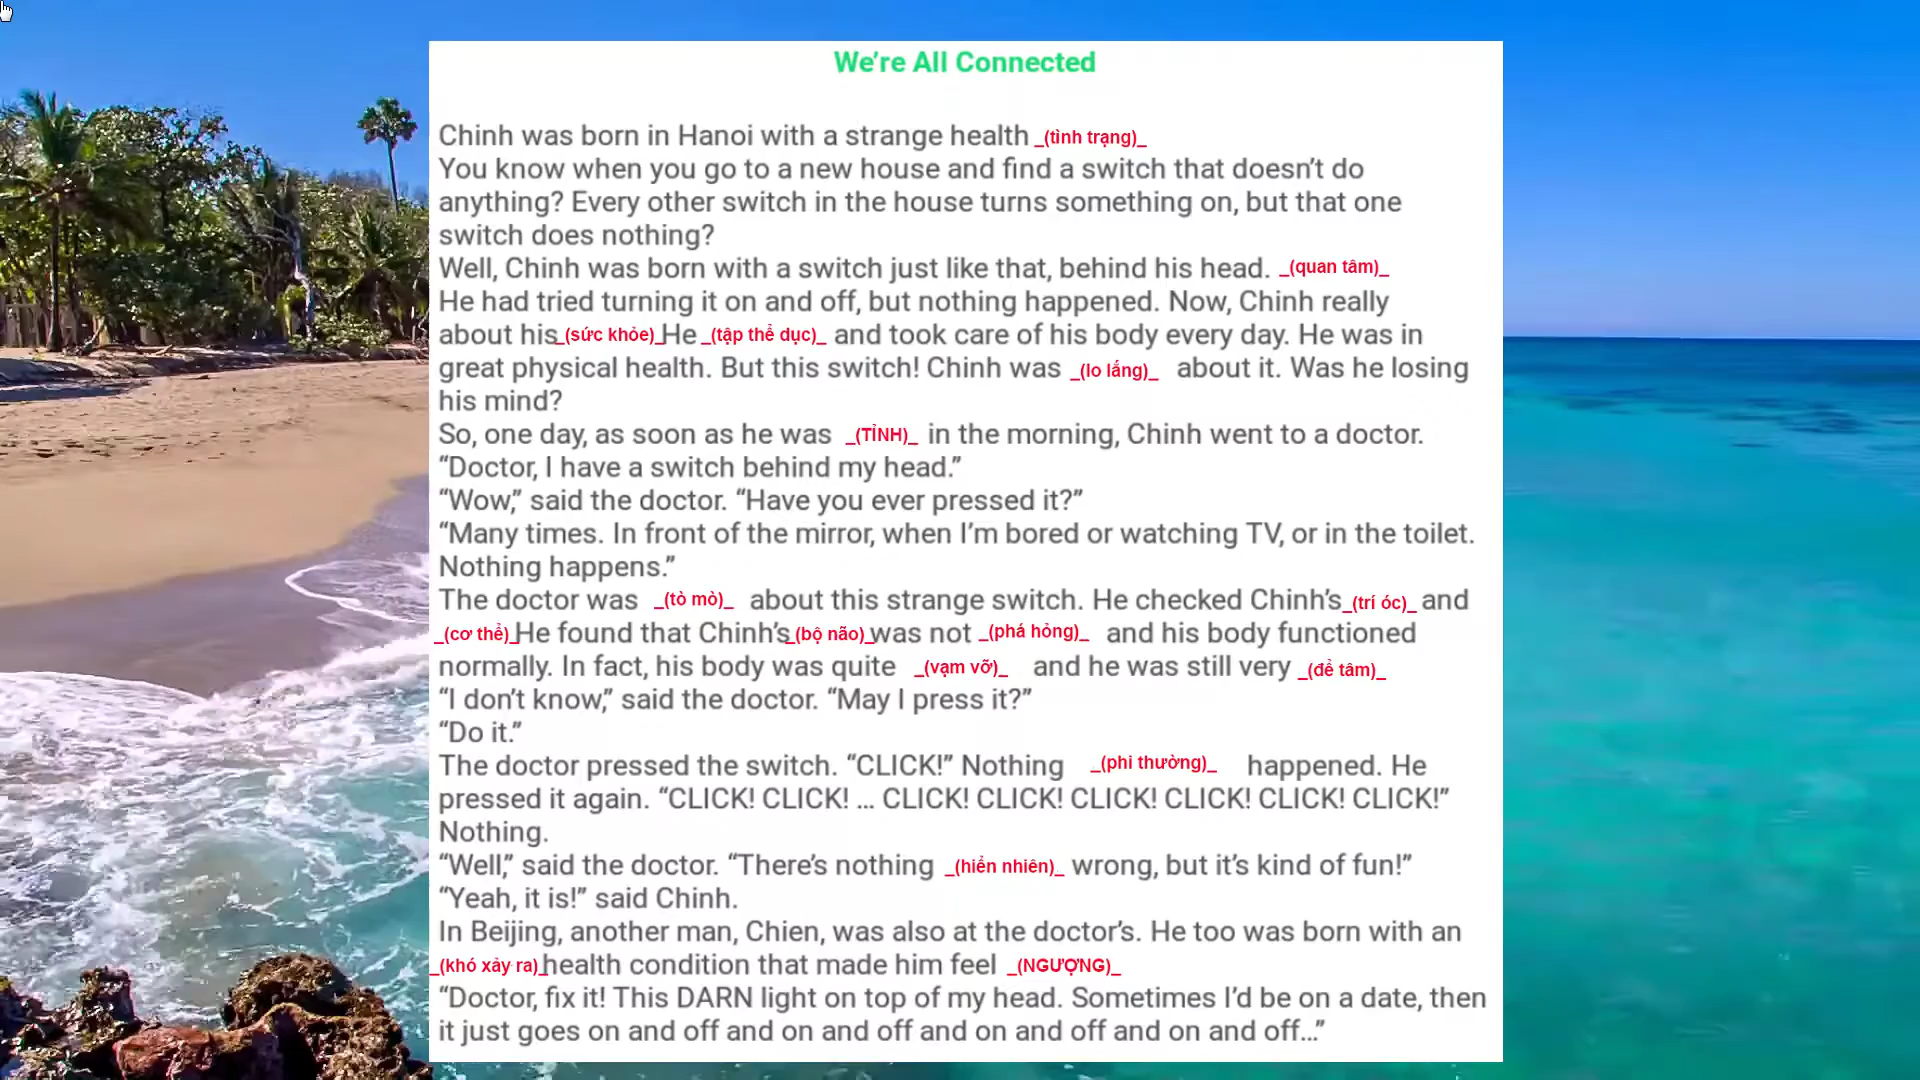 We’re All Connected
Chinh was born in Hanoi with a strange health _(tình trạng)_
You know when you go to a new house and find a switch that doesn’t do
anything? Every other switch in the house turns something on, but that one
switch does nothing?
Well, Chinh was born with a switch just like that, behind his head. _(quan tâm)_
He had tried turning it on and off, but nothing happened. Now, Chinh really
about his_(sức khỏe)_He _(tập thể dục)_ and took care of his body every day. He was in
great physical health. But this switch! Chinh was _(lo lắng)_ about it. Was he losing
his mind?
So, one day, as soon as he was _(TỈNH)_ in the morning, Chinh went to a doctor.
“Doctor, I have a switch behind my head.”
“Wow,” said the doctor. “Have you ever pressed it?”
“Many times. In front of the mirror, when I’m bored or watching TV, or in the toilet.
Nothing happens.”
The doctor was _(tò mò)_ about this strange switch. He checked Chinh’s_(trí óc)_ and
_(cơ thể)_He found that Chinh’s_(bộ não)_was not _(phá hỏng)_ and his body functioned
normally. In fact, his body was quite _(vạm vỡ)_ and he was still very _(để tâm)_
“I don’t know,” said the doctor. “May I press it?”
“Do it.”
The doctor pressed the switch. “CLICK!” Nothing _(phi thường)_ happened. He
pressed it again. “CLICK! CLICK! ... CLICK! CLICK! CLICK! CLICK! CLICK! CLICK!”
Nothing.
“Well,” said the doctor. “There’s nothing _(hiển nhiên)_ wrong, but it’s kind of fun!”
“Yeah, it is!” said Chinh.
In Beijing, another man, Chien, was also at the doctor’s. He too was born with an
_(khó xảy ra)_health condition that made him feel _(NGƯỢNG)_
“Doctor, fix it! This DARN light on top of my head. Sometimes I’d be on a date, then
it just goes on and off and on and off and on and off and on and off...”